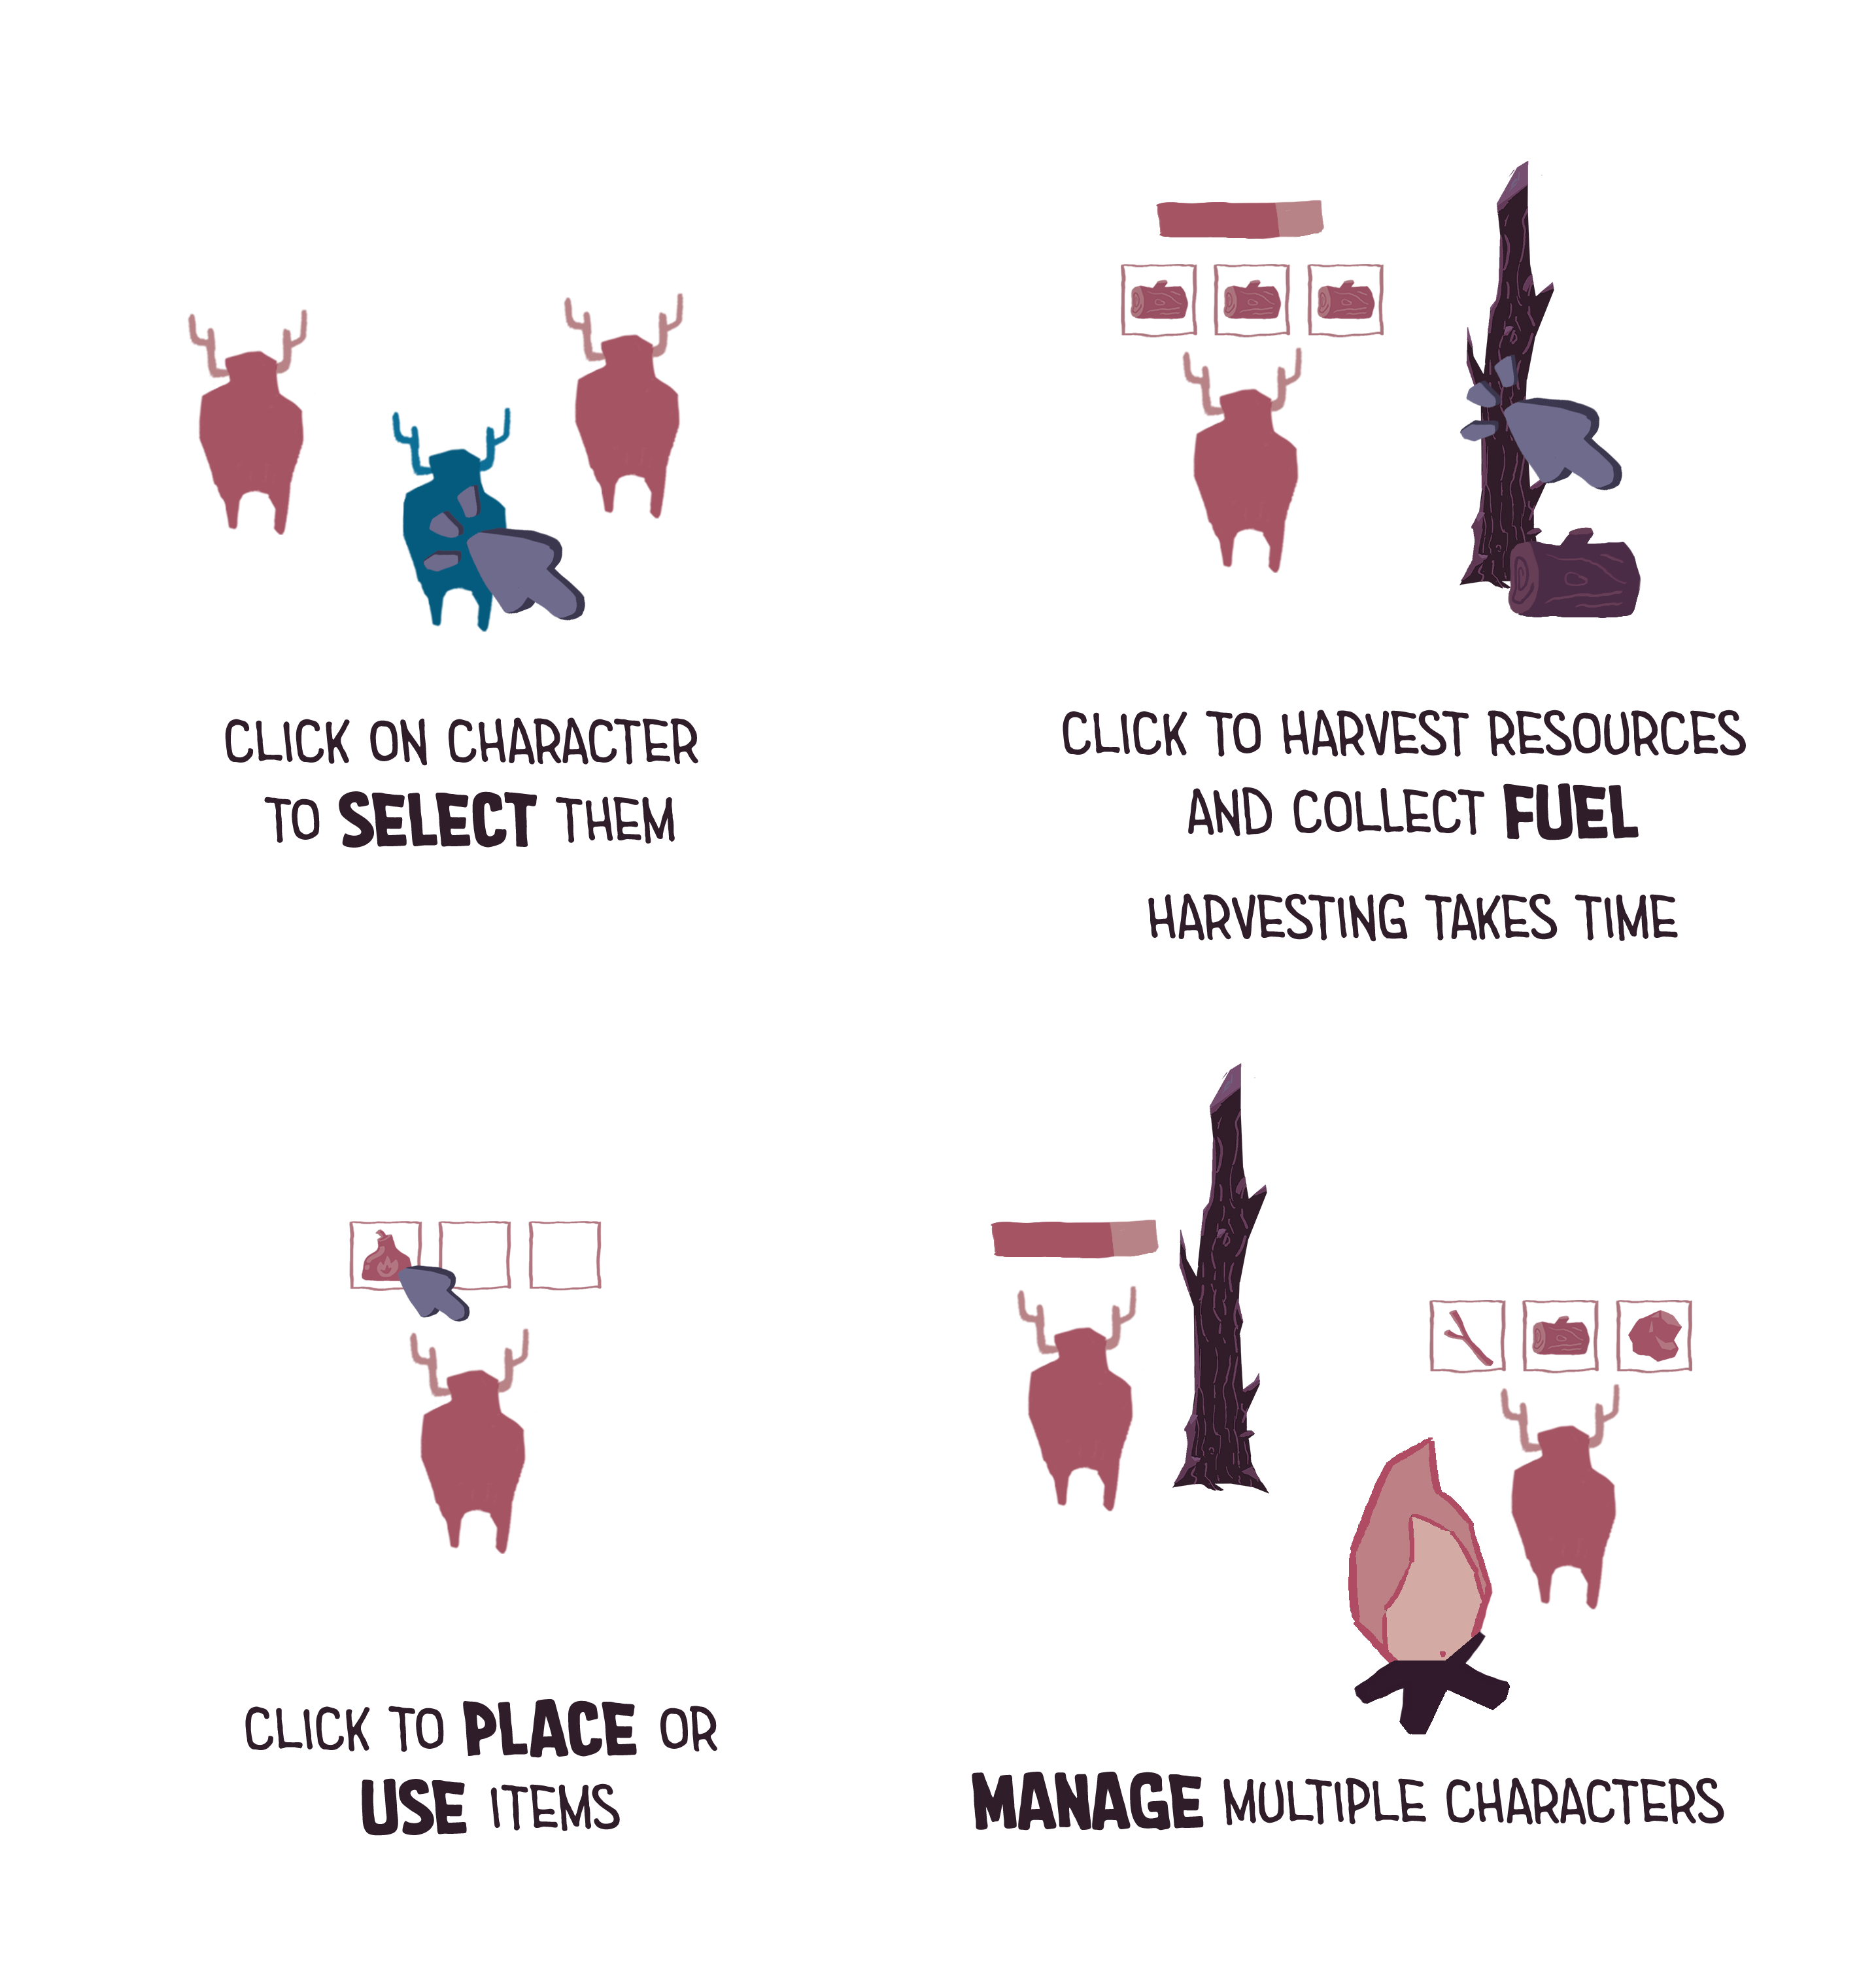 CLICK ON CHARACTER
TO SELECT THEM
CLICK TO HARVEST RESOURCES
AND COLLECT FUEL
HARVESTING TAKES TIME
CLICK TO PLACE OR
USE ITEMS
MANAGE MULTIPLE CHARACTERS